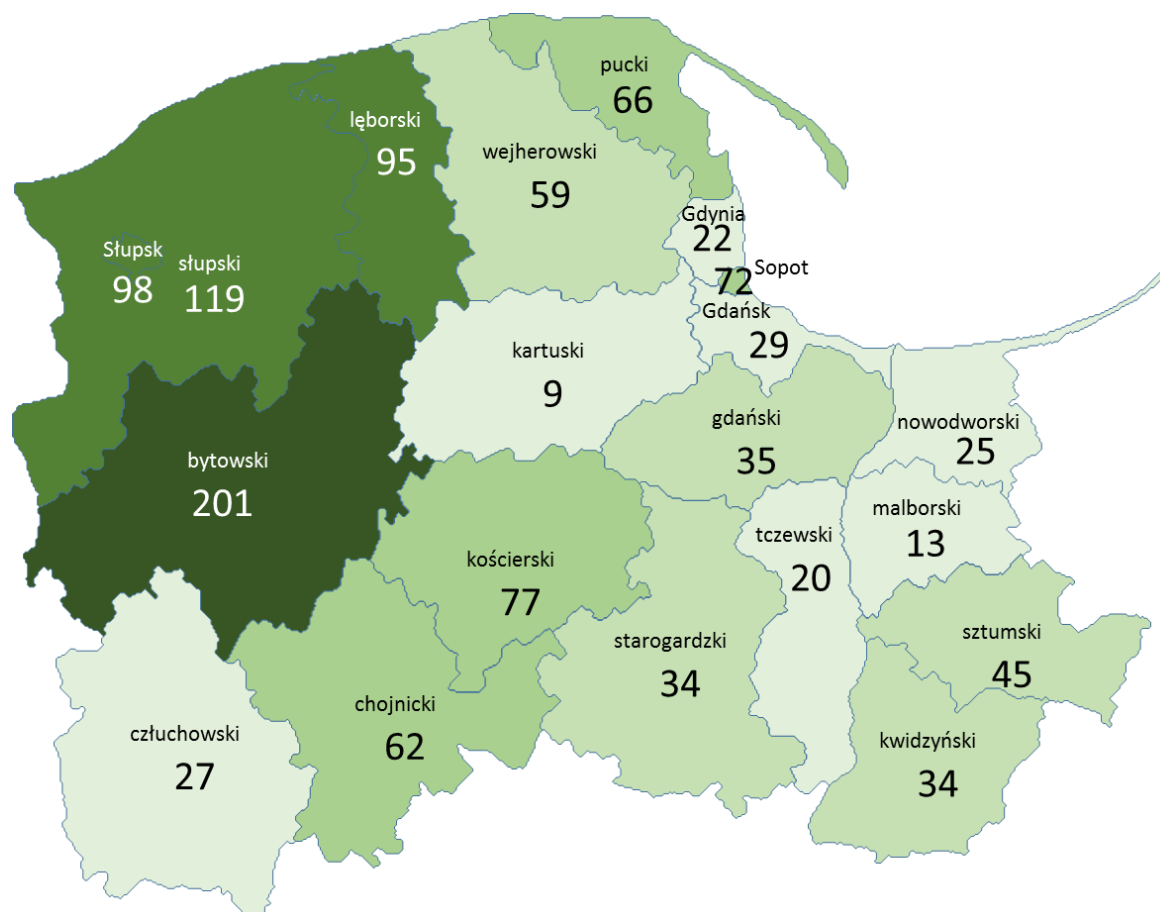 pucki
66
lęborski
95
wejherowski
59
Gdynia
22
Sopot
72
Słupsk
98
słupski
119
Gdańsk
29
kartuski
9
gdański
35
nowodworski
25
bytowski
201
malborski
13
tczewski
20
kościerski
77
sztumski
45
starogardzki
34
chojnicki
62
człuchowski
27
kwidzyński
34